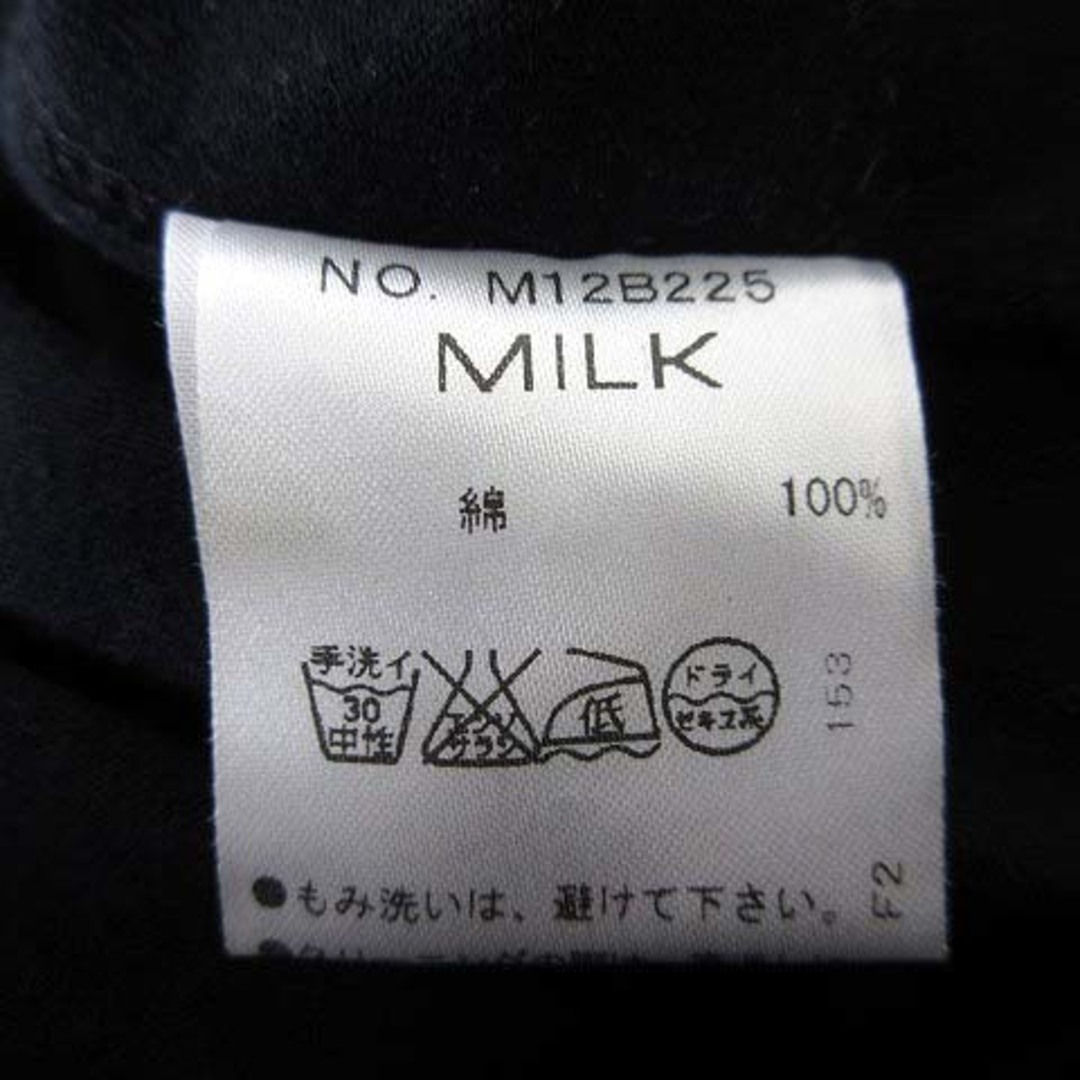 NO. M12B225
MILK
綿 100%
手洗イ
30
中性
エンソ
サラシ
低
ドライ
セキユ系
153
●もみ洗いは、避けて下さい。
F2